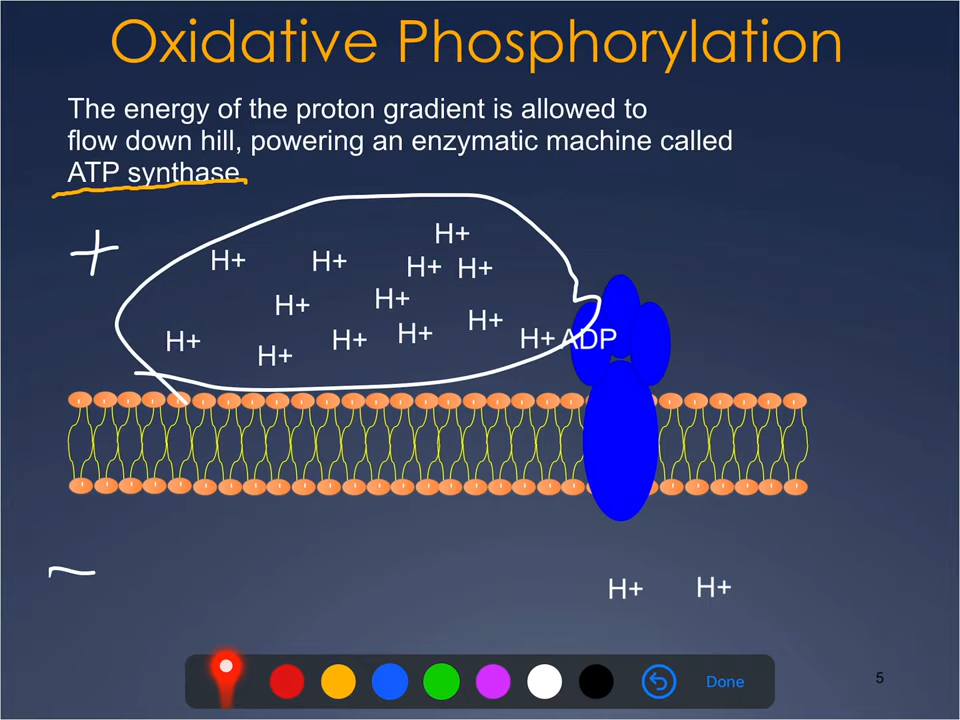 Oxidative Phosphorylation
The energy of the proton gradient is allowed to
flow down hill, powering an enzymatic machine called
ATP synthase
+
H+
H+ H+ H+ H+
H+ H+
H+
H+ H+ H+ H+ H+ ADP
H+
−
H+ H+
5
Done